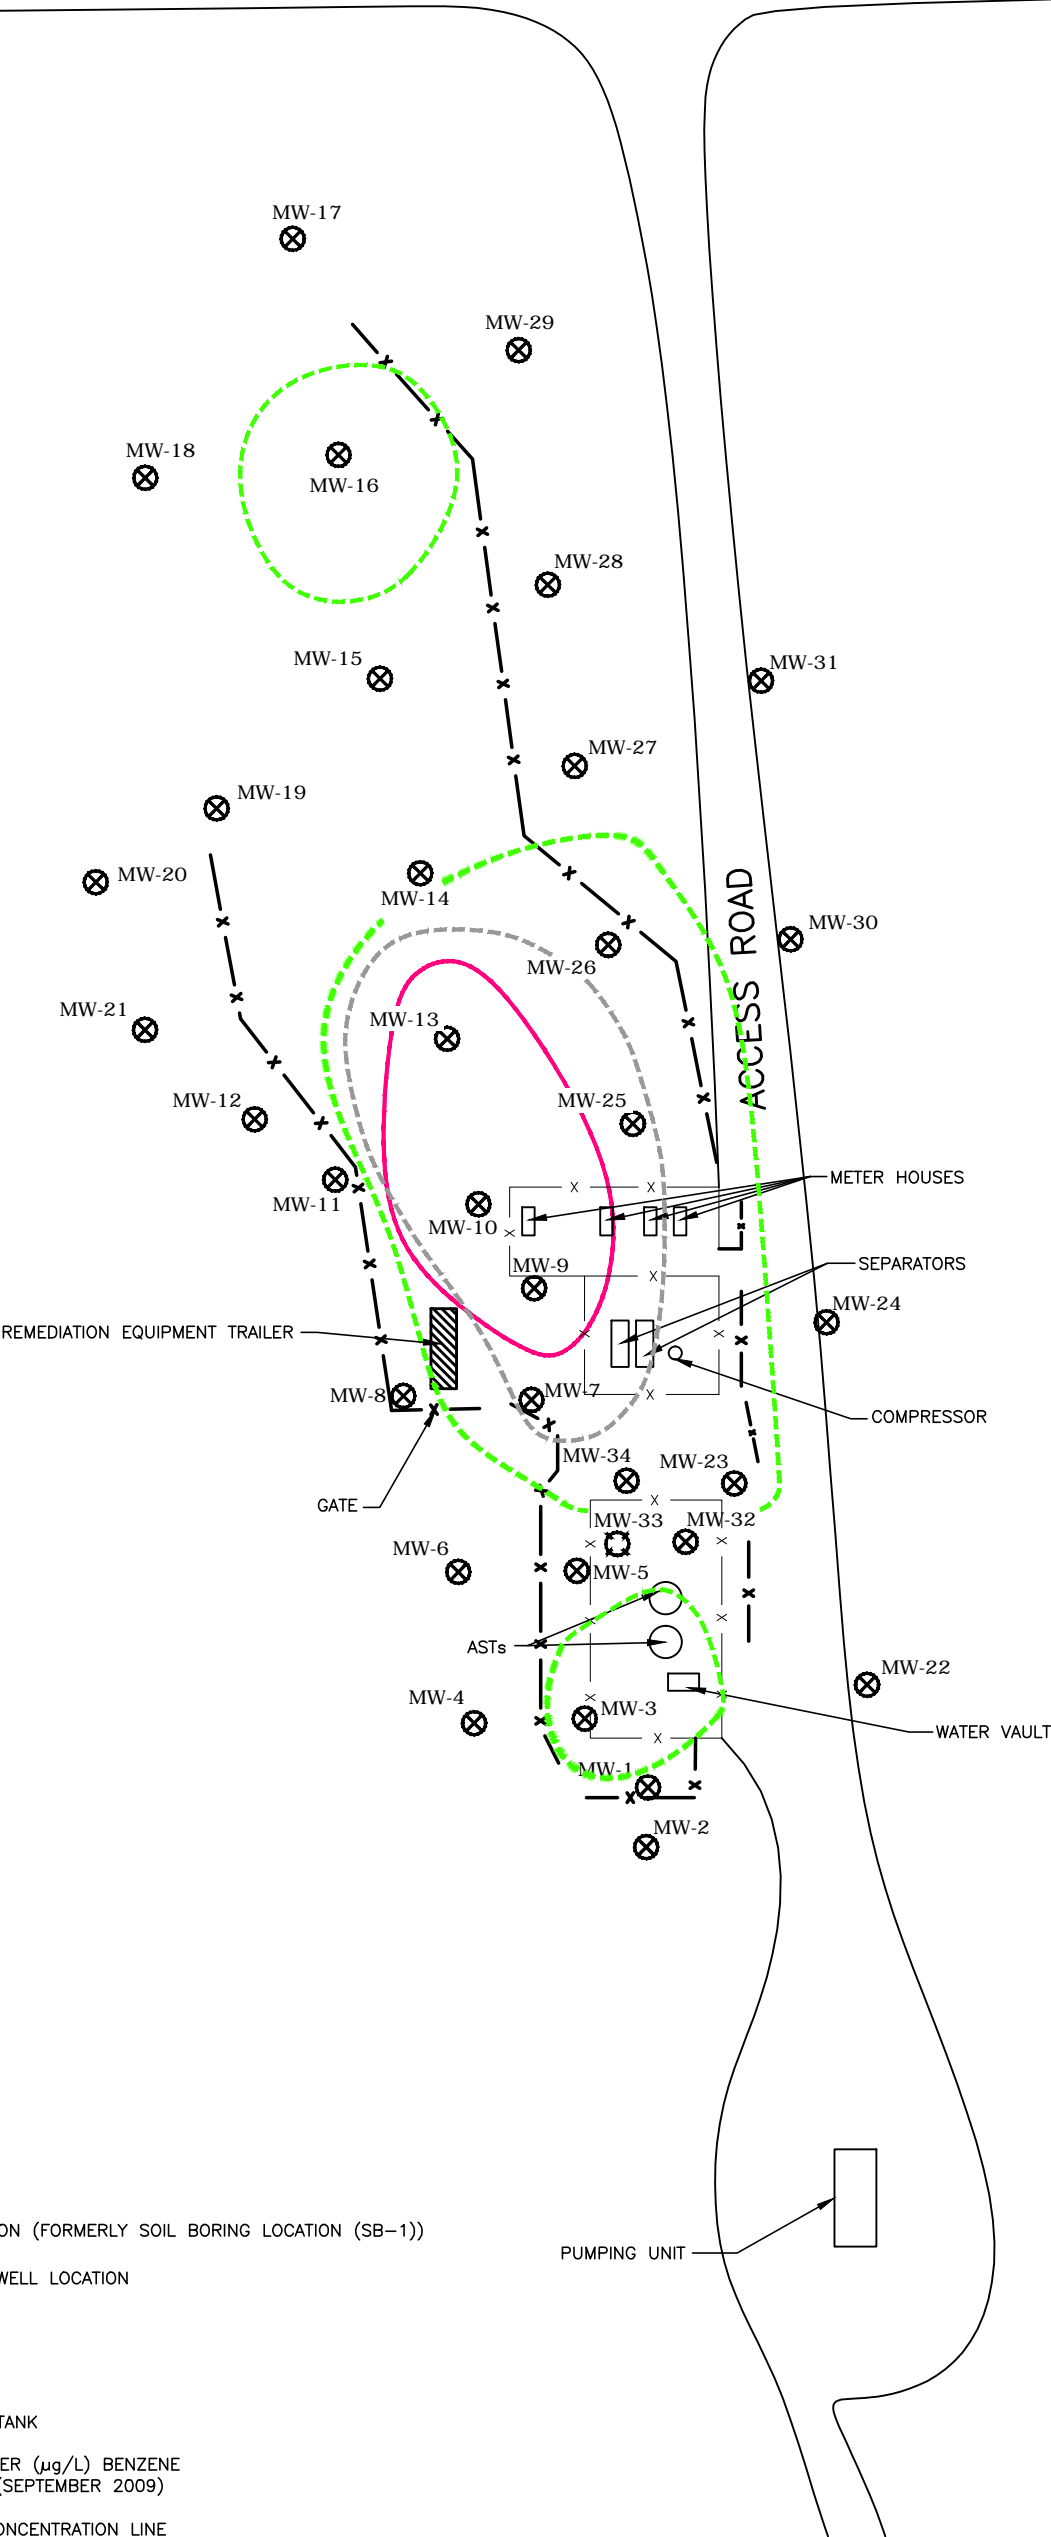 MW-17
MW-29
MW-18
MW-16
MW-28
MW-15
MW-31
MW-27
MW-19
MW-20
MW-14
ACCESS ROAD
MW-30
MW-26
MW-21
MW-13
MW-12
MW-25
METER HOUSES
MW-11
MW-10
MW-9
SEPARATORS
MW-24
REMEDIATION EQUIPMENT TRAILER
MW-8
MW-7
COMPRESSOR
MW-34
MW-23
GATE
MW-33
MW-32
MW-6
MW-5
ASTs
MW-22
MW-4
MW-3
WATER VAULT
MW-1
MW-2
ON (FORMERLY SOIL BORING LOCATION (SB-1))
PUMPING UNIT
WELL LOCATION
TANK
ER (µg/L) BENZENE
(SEPTEMBER 2009)
ONCENTRATION LINE